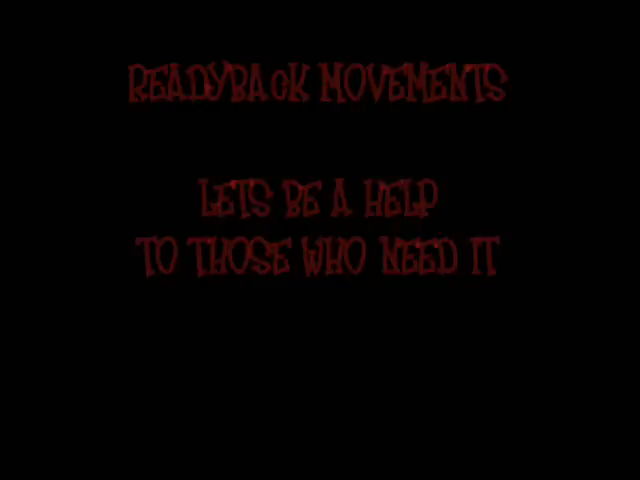 READYBACK MOVEMENTS
LETS BE A HELP
TO THOSE WHO NEED IT